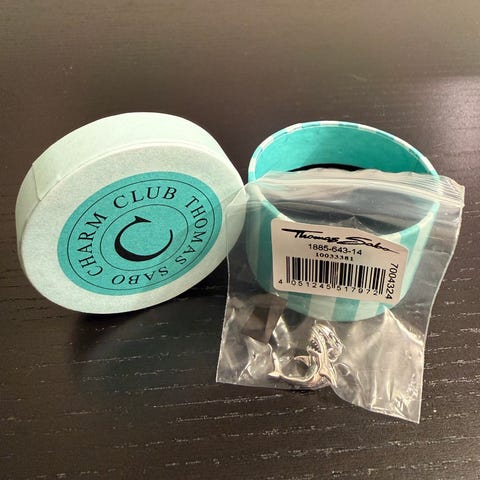 CHARM CLUB THOMAS SABO
C
Thomas Sabo
1885-643-14
10033381
4 051245 517972
7004324